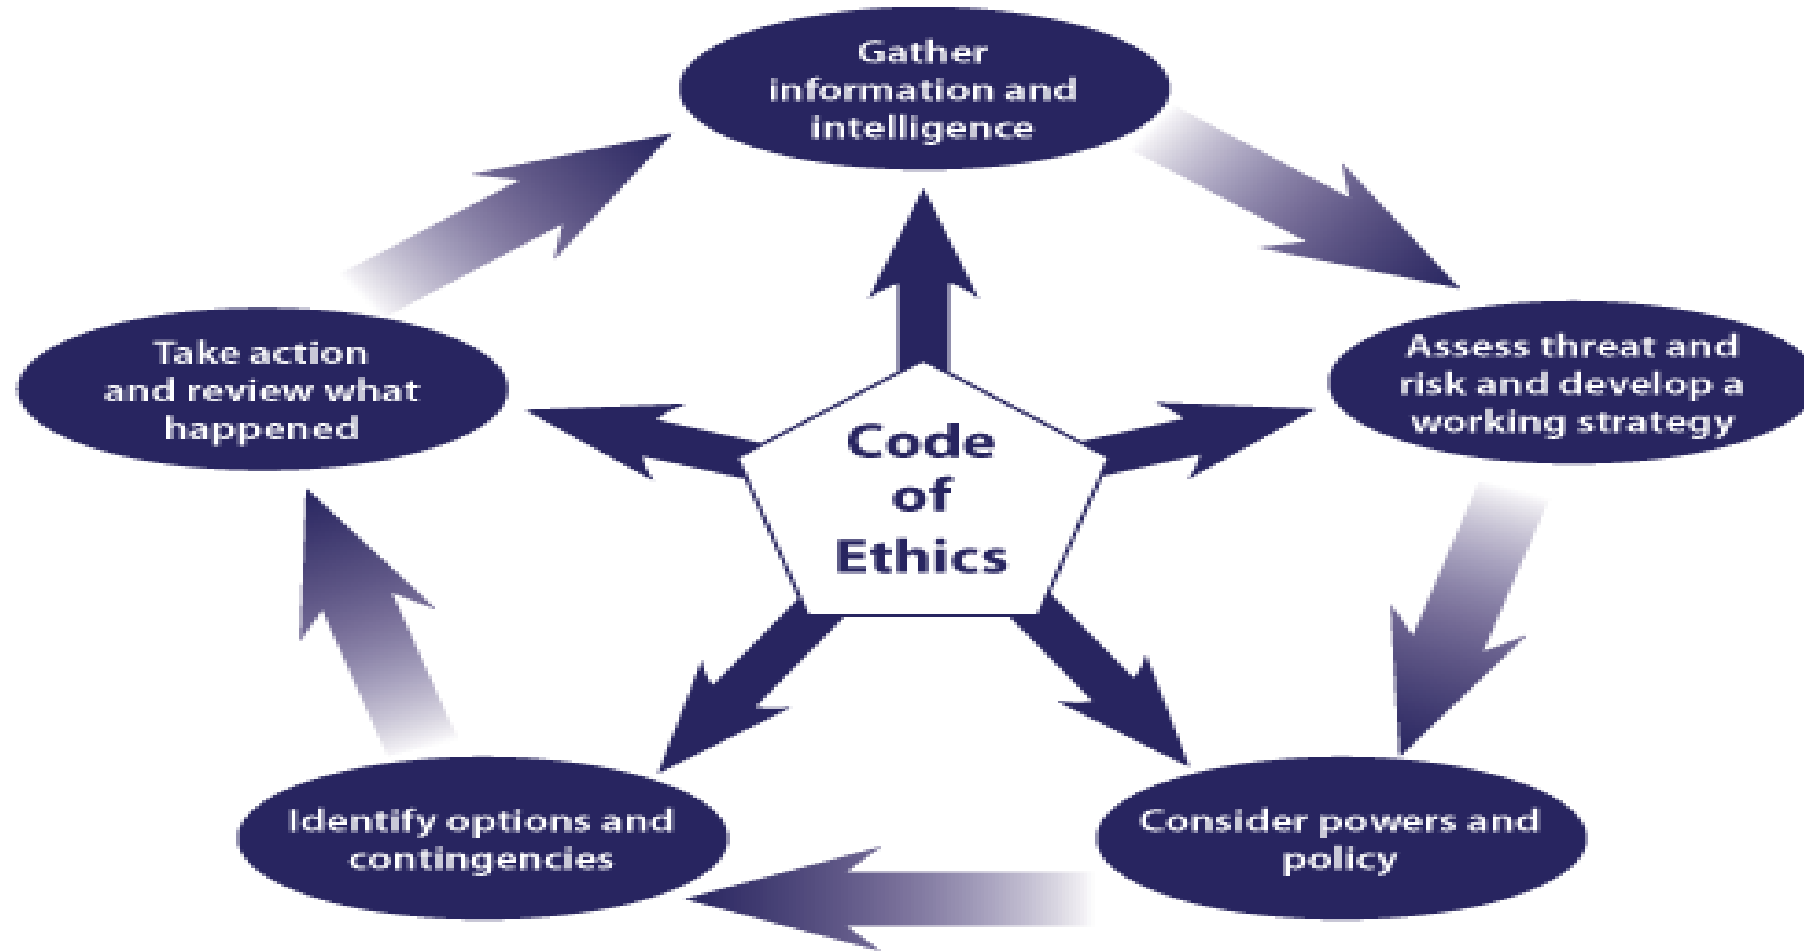 Gather
information and
intelligence
Assess threat and
risk and develop a
working strategy
Consider powers and
policy
Identify options and
contingencies
Take action
and review what
happened
Code
of
Ethics